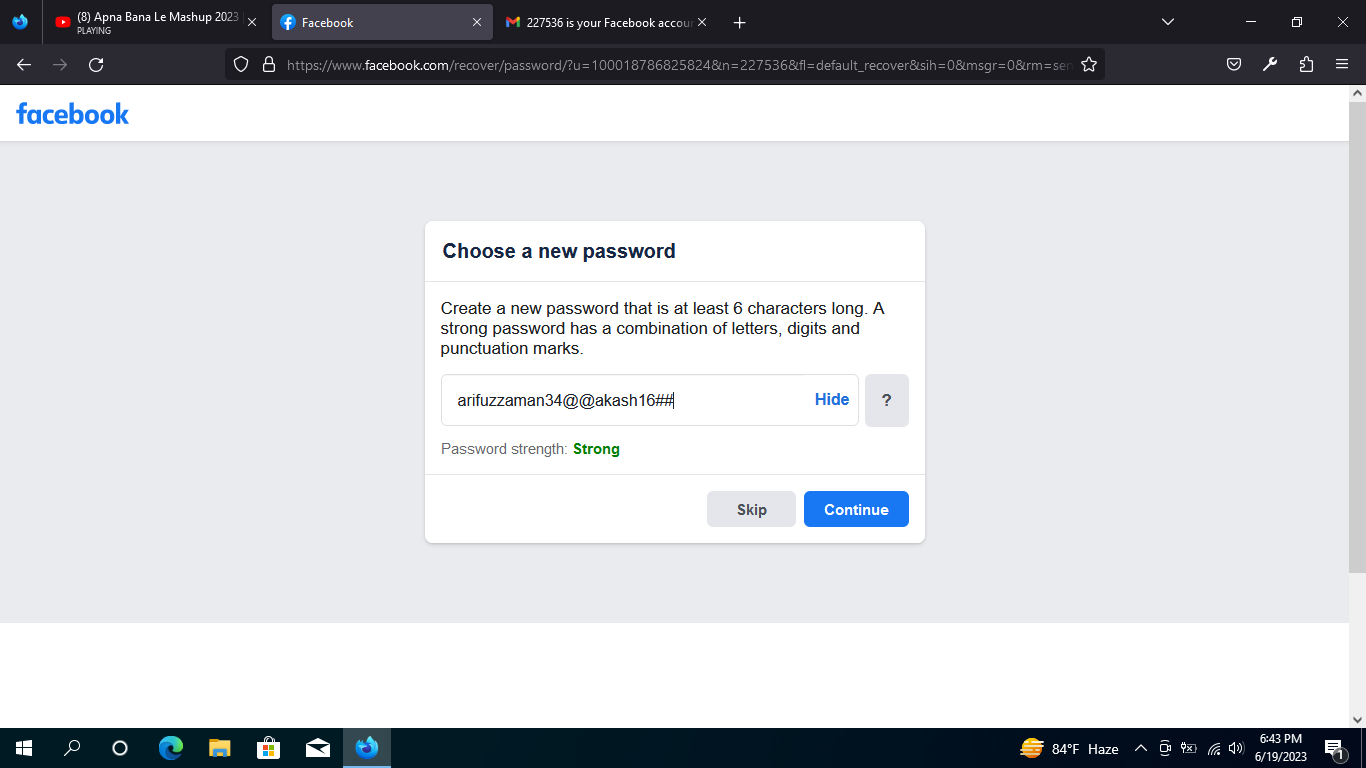 (8) Apna Bana Le Mashup 2023
PLAYING
Facebook
227536 is your Facebook accou
https://www.facebook.com/recover/password/?u=100018786825824&n=227536&fl=default_recover&sih=0&msgr=0&rm=sen
facebook
Choose a new password
Create a new password that is at least 6 characters long. A
strong password has a combination of letters, digits and
punctuation marks.
arifuzzaman34@@akash16##
Hide
?
Password strength: Strong
Skip
Continue
84°F Haze
6:43 PM
6/19/2023
1